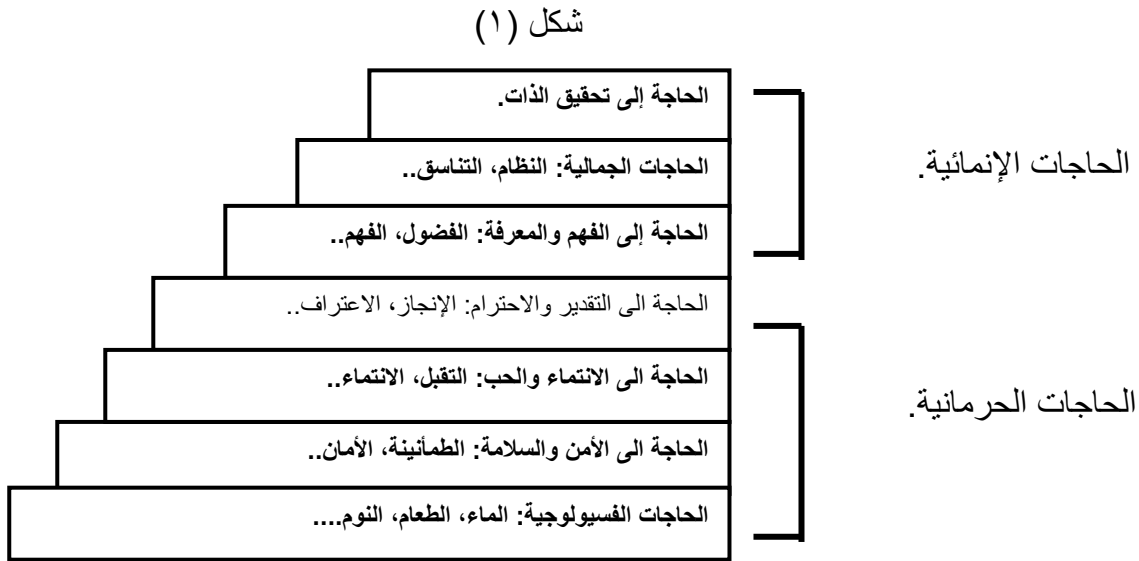 شكل (١)
الحاجة إلى تحقيق الذات.
الحاجات الجمالية: النظام، التناسق..
الحاجة إلى الفهم والمعرفة: الفضول، الفهم..
الحاجات الإنمائية.
الحاجة الى التقدير والاحترام: الإنجاز، الاعتراف..
الحاجة الى الانتماء والحب: التقبل، الانتماء..
الحاجة الى الأمن والسلامة: الطمأنينة، الأمان..
الحاجات الفسيولوجية: الماء، الطعام، النوم....
الحاجات الحرمانية.